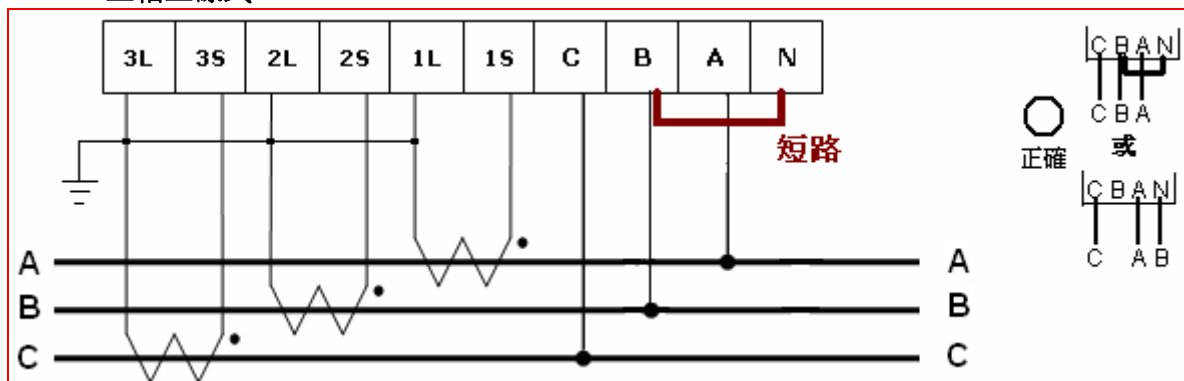 3L 3S 2L 2S 1L 1S C B A N
短路
A A
B B
C C
C B A N
C B A
正確
或
C B A N
C A B